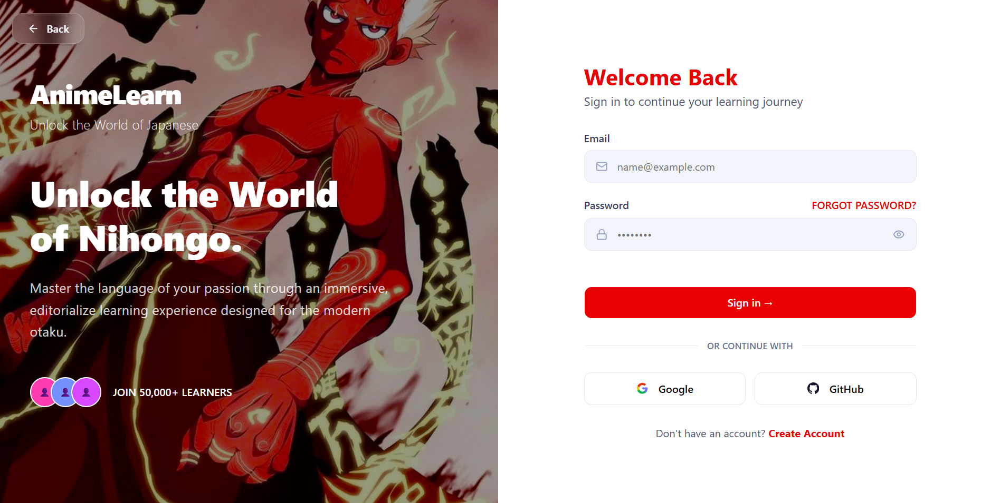 ← Back
AnimeLearn
Unlock the World of Japanese
Unlock the World
of Nihongo.
Master the language of your passion through an immersive,
editorialize learning experience designed for the modern
otaku.
JOIN 50,000+ LEARNERS
Welcome Back
Sign in to continue your learning journey
Email
name@example.com
Password
FORGOT PASSWORD?
••••••••
Sign in →
OR CONTINUE WITH
Google
GitHub
Don't have an account? Create Account